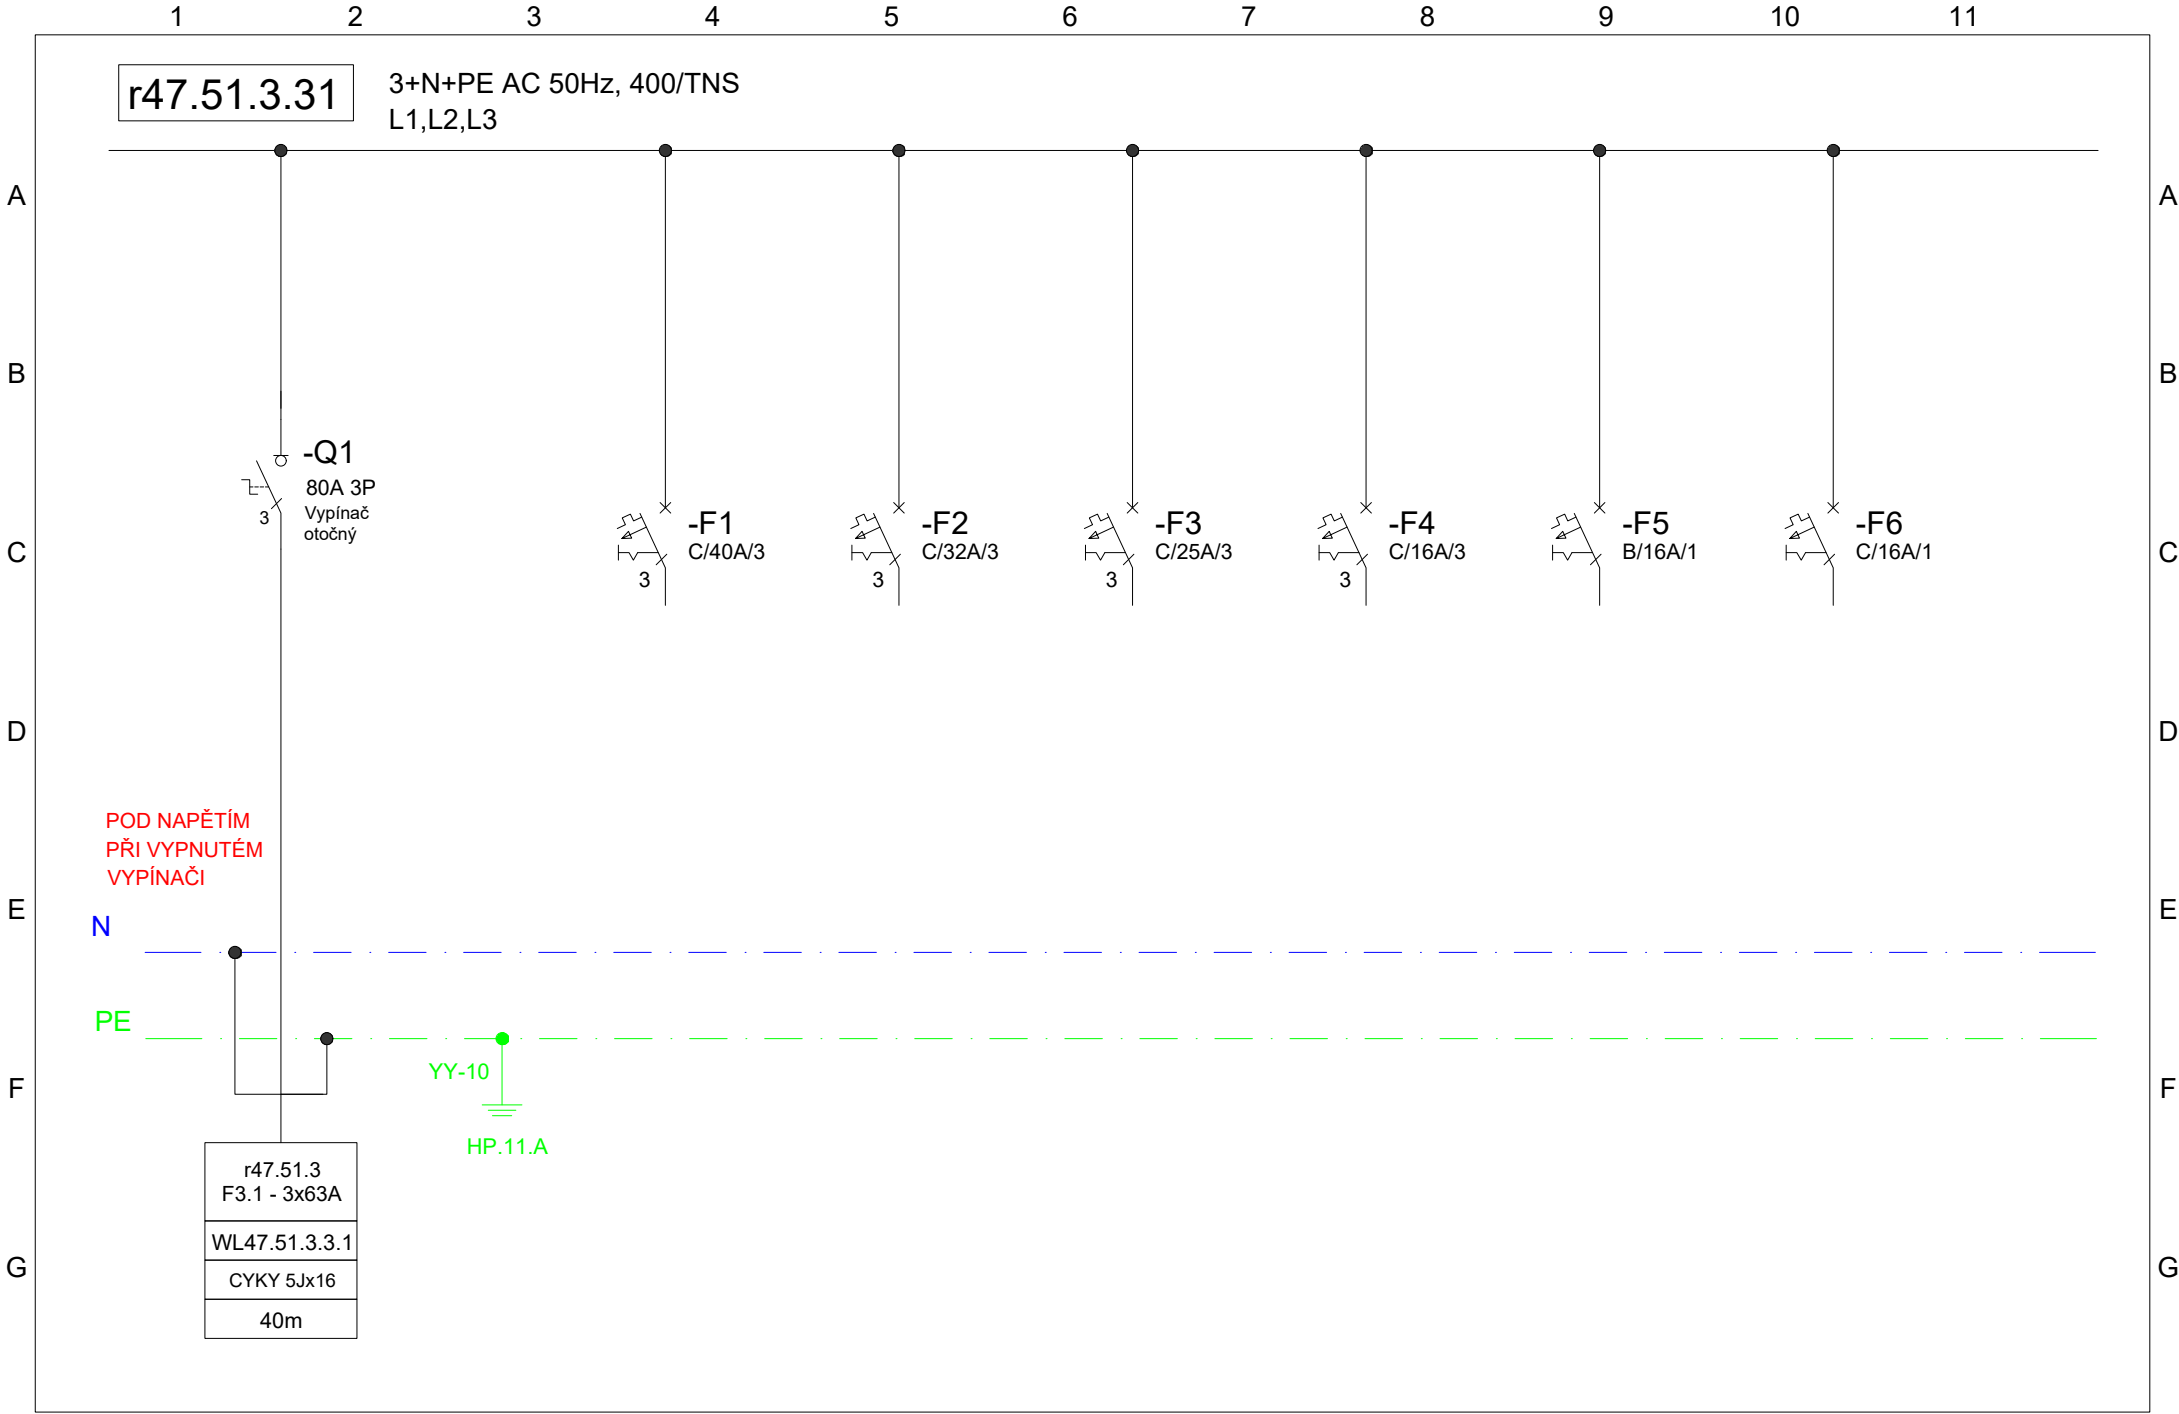 1 2 3 4 5 6 7 8 9 10 11
r47.51.3.31
3+N+PE AC 50Hz, 400/TNS
L1,L2,L3
A A
B B
-Q1
80A 3P
Vypínač
otočný
3
-F1
C/40A/3
3
-F2
C/32A/3
3
-F3
C/25A/3
3
-F4
C/16A/3
3
-F5
B/16A/1
-F6
C/16A/1
C C
D D
POD NAPĚTÍM
PŘI VYPNUTÉM
VYPÍNAČI
E E
N
PE
YY-10
F F
HP.11.A
r47.51.3
F3.1 - 3x63A
WL47.51.3.3.1
G G
CYKY 5Jx16
40m